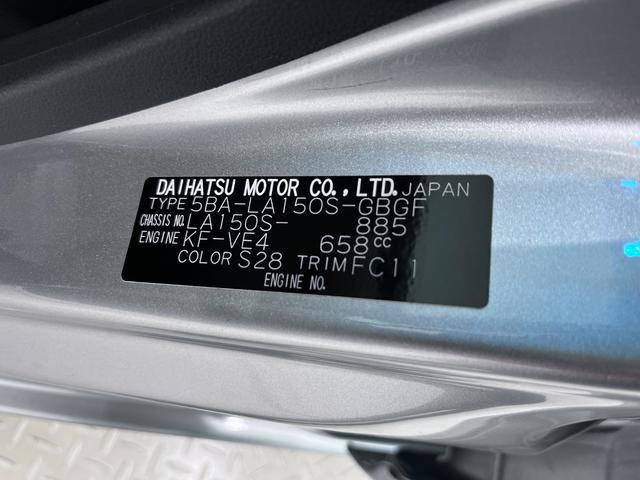 DAIHATSU MOTOR CO.,LTD. JAPAN
TYPE 5BA-LA150S-GBGF
CHASSIS NO. LA150S- 885
ENGINE KF-VE4 658cc
COLOR S28 TRIM FC11
ENGINE NO.